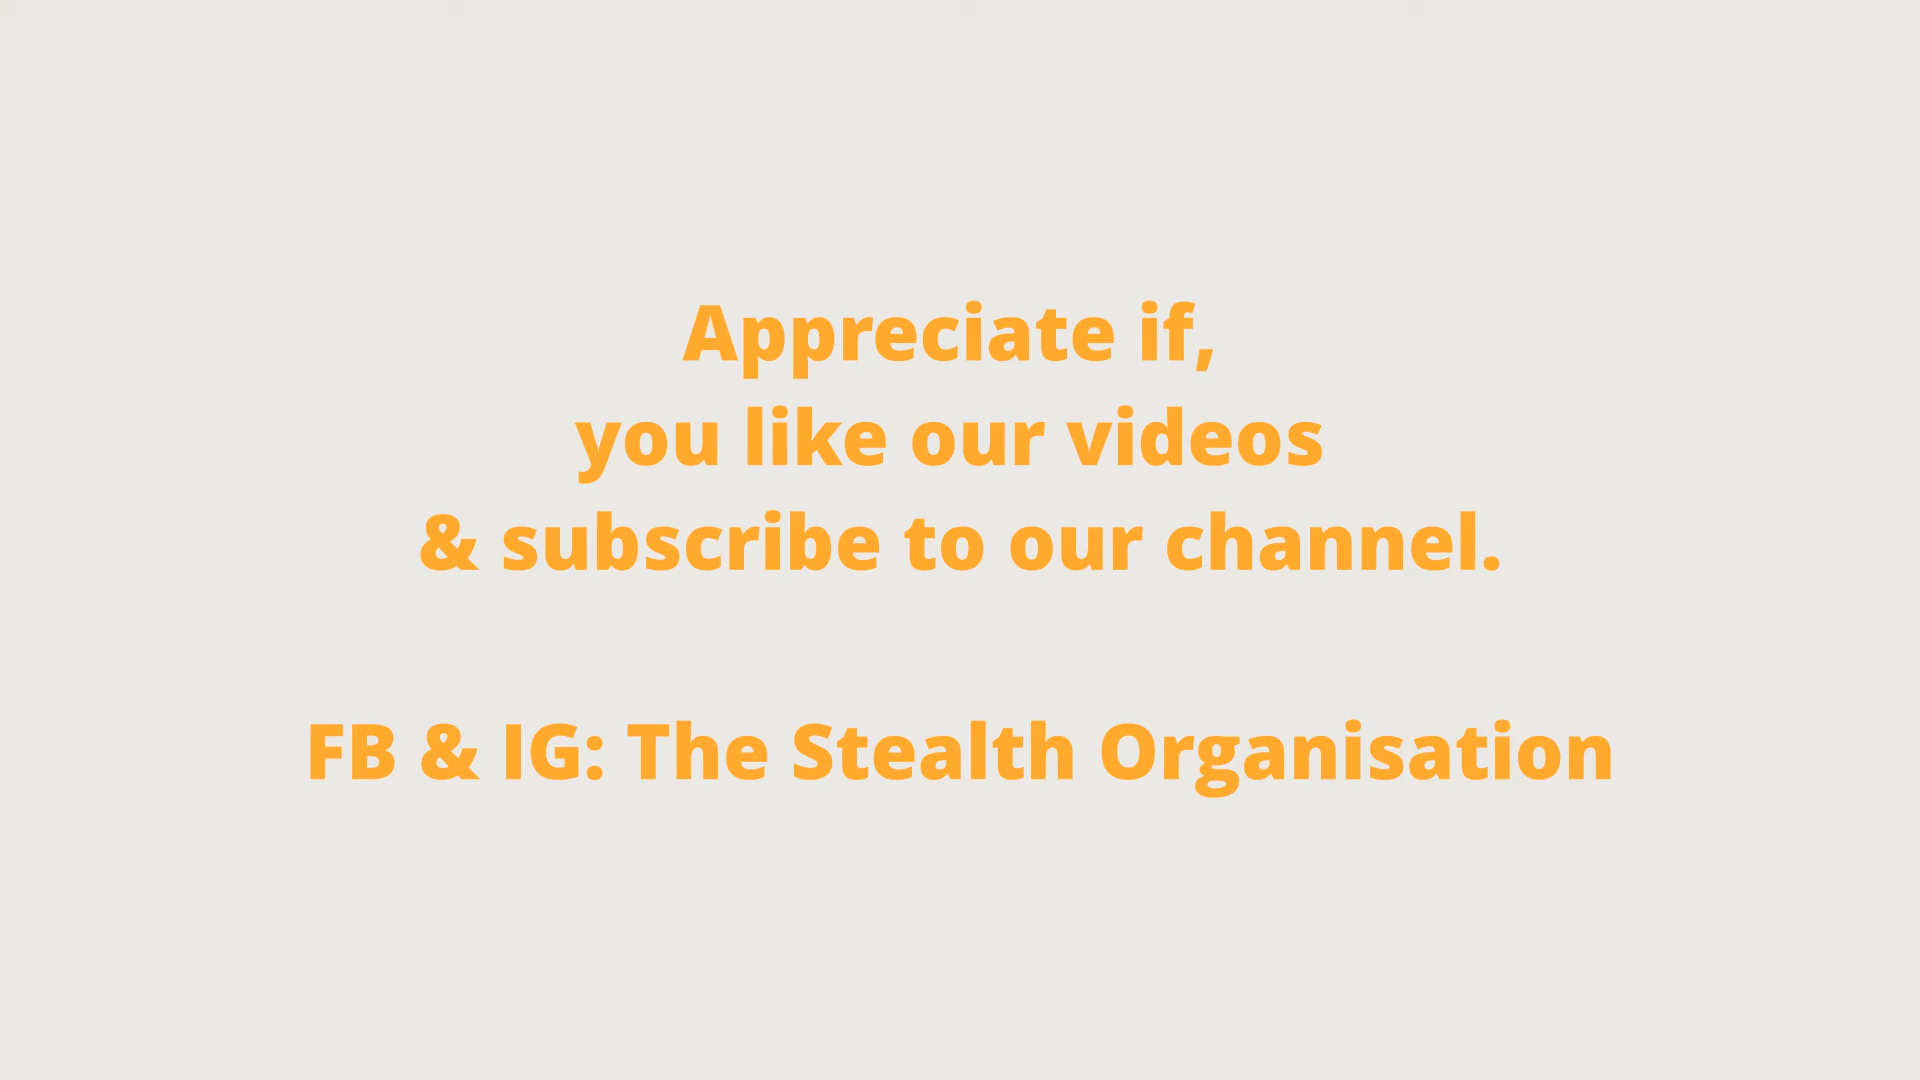 Appreciate if,
you like our videos
& subscribe to our channel.
FB & IG: The Stealth Organisation